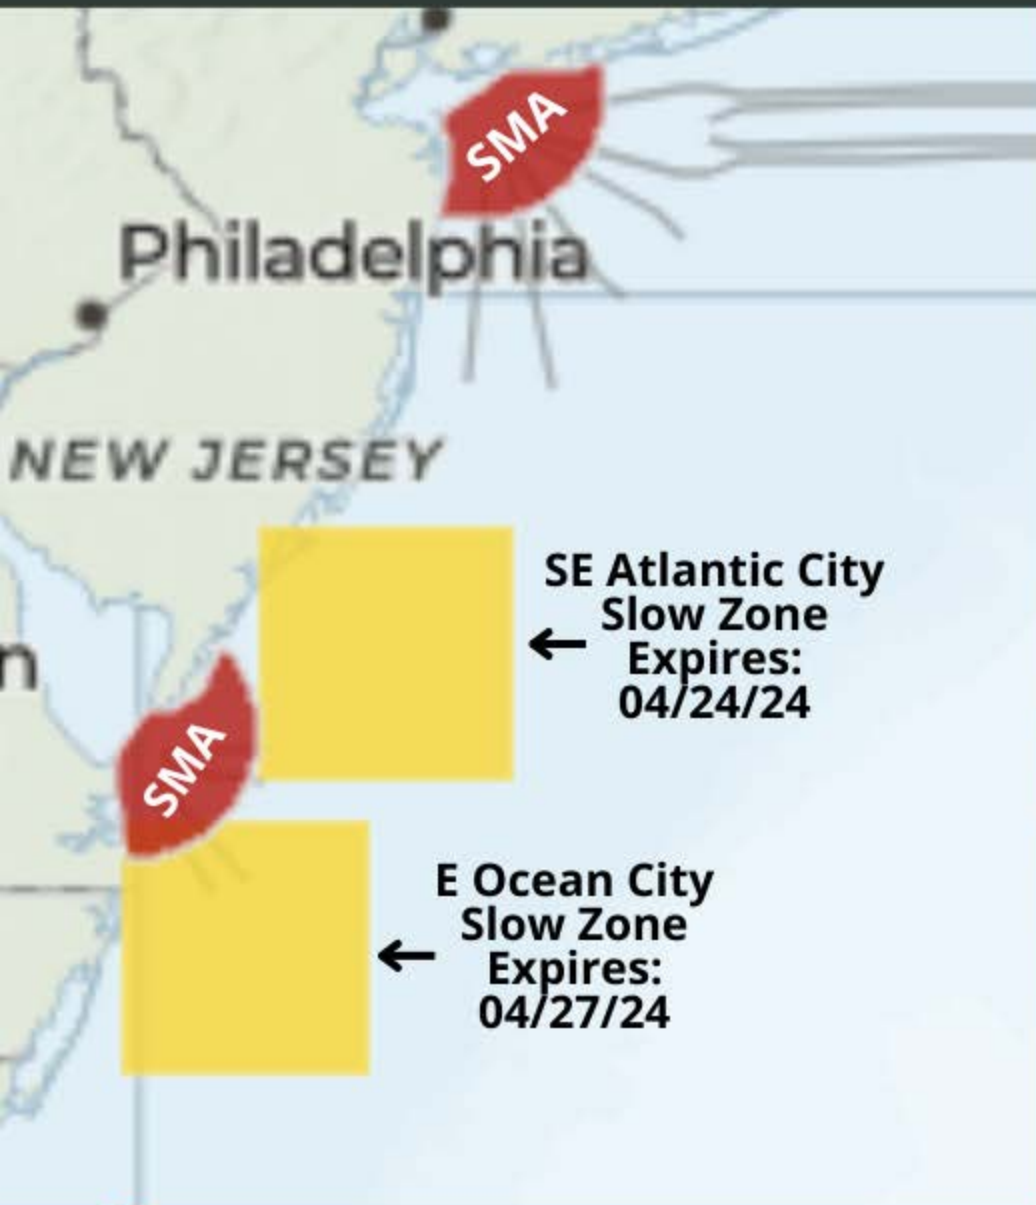 SMA
Philadelphia
NEW JERSEY
SE Atlantic City
Slow Zone
Expires:
04/24/24
n
SMA
E Ocean City
Slow Zone
Expires:
04/27/24